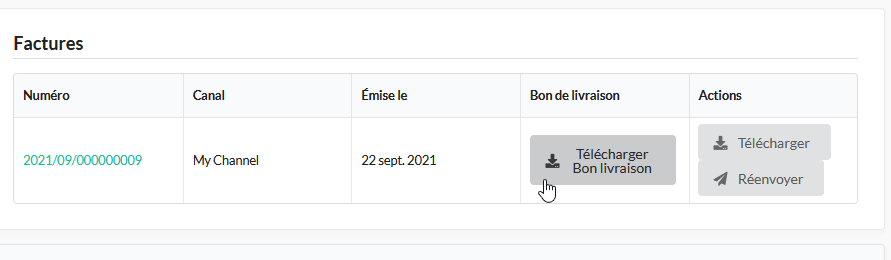 Factures
Numéro Canal Émise le Bon de livraison Actions
2021/09/000000009 My Channel 22 sept. 2021 Télécharger
Bon livraison
Télécharger
Réenvoyer